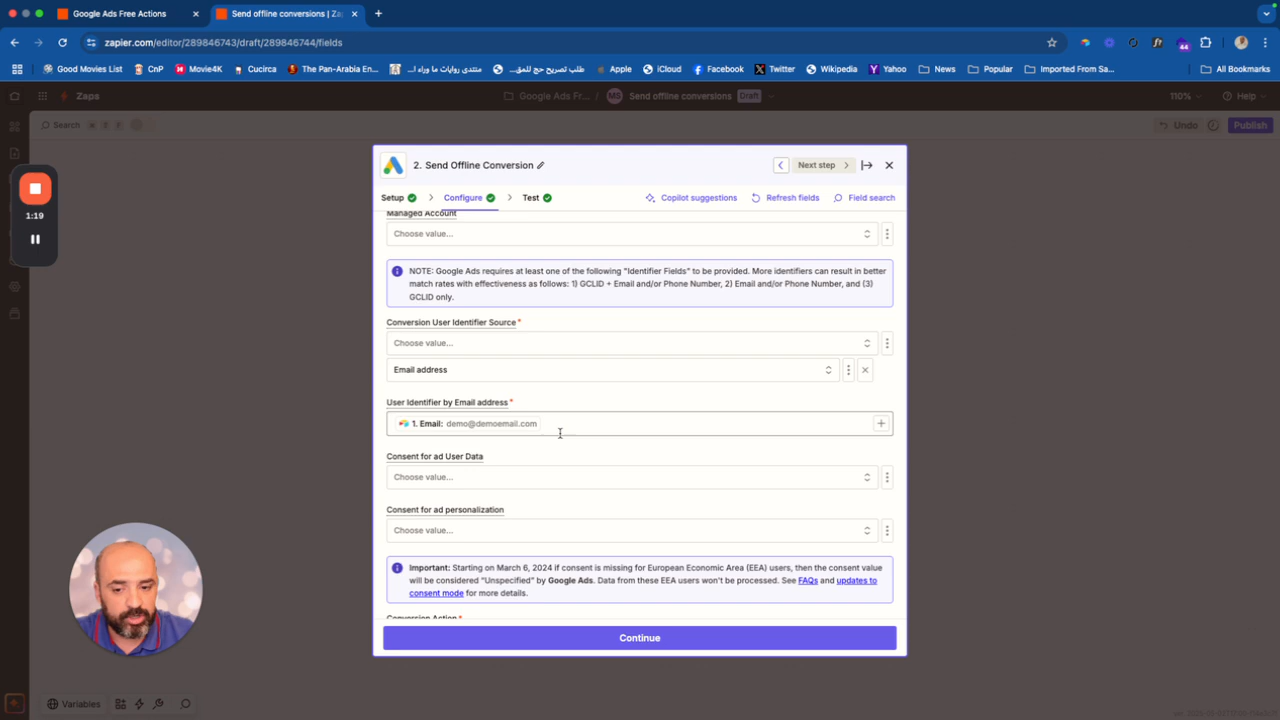 Google Ads Free Actions
Send offline conversions | Za
zapier.com/editor/289846743/draft/289846744/fields
44
Good Movies List
CnP
Movie4K
Cucirca
The Pan-Arabia En...
منتدى روايات ما وراء ا...
طلب تصريح حج للمق...
Apple
iCloud
Facebook
Twitter
Wikipedia
Yahoo
News
Popular
Imported From Sa...
All Bookmarks
Zaps
Google Ads Fr... /
MS
Send offline conversions
Draft
110%
Help
Search
Undo
Publish
1:19
2. Send Offline Conversion
Next step
Setup
Configure
Test
Copilot suggestions
Refresh fields
Field search
Managed Account
Choose value...
NOTE: Google Ads requires at least one of the following "Identifier Fields" to be provided. More identifiers can result in better
match rates with effectiveness as follows: 1) GCLID + Email and/or Phone Number, 2) Email and/or Phone Number, and (3)
GCLID only.
Conversion User Identifier Source *
Choose value...
Email address
User Identifier by Email address *
1. Email: demo@demoemail.com
Consent for ad User Data
Choose value...
Consent for ad personalization
Choose value...
Important: Starting on March 6, 2024 if consent is missing for European Economic Area (EEA) users, then the consent value
will be considered "Unspecified" by Google Ads. Data from these EEA users won't be processed. See FAQs and updates to
consent mode for more details.
Conversion Action *
Continue
Variables